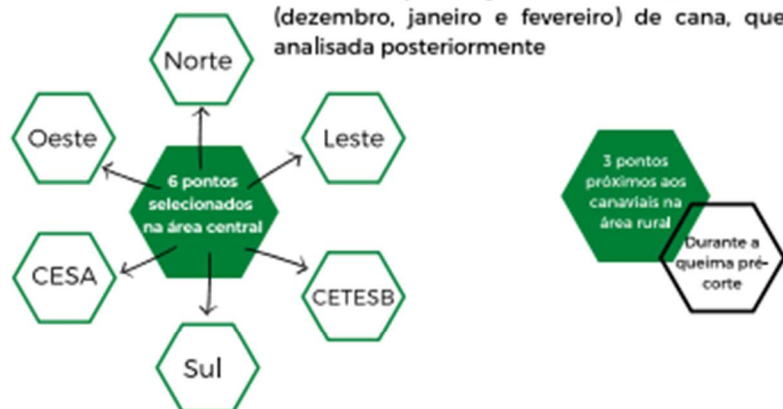 (dezembro, janeiro e fevereiro) de cana, que
analisada posteriormente
Norte
Oeste
Leste
6 pontos
selecionados
na área central
CESA
CETESB
Sul
3 pontos
próximos aos
canaviais na
área rural
Durante a
queima pré-
corte